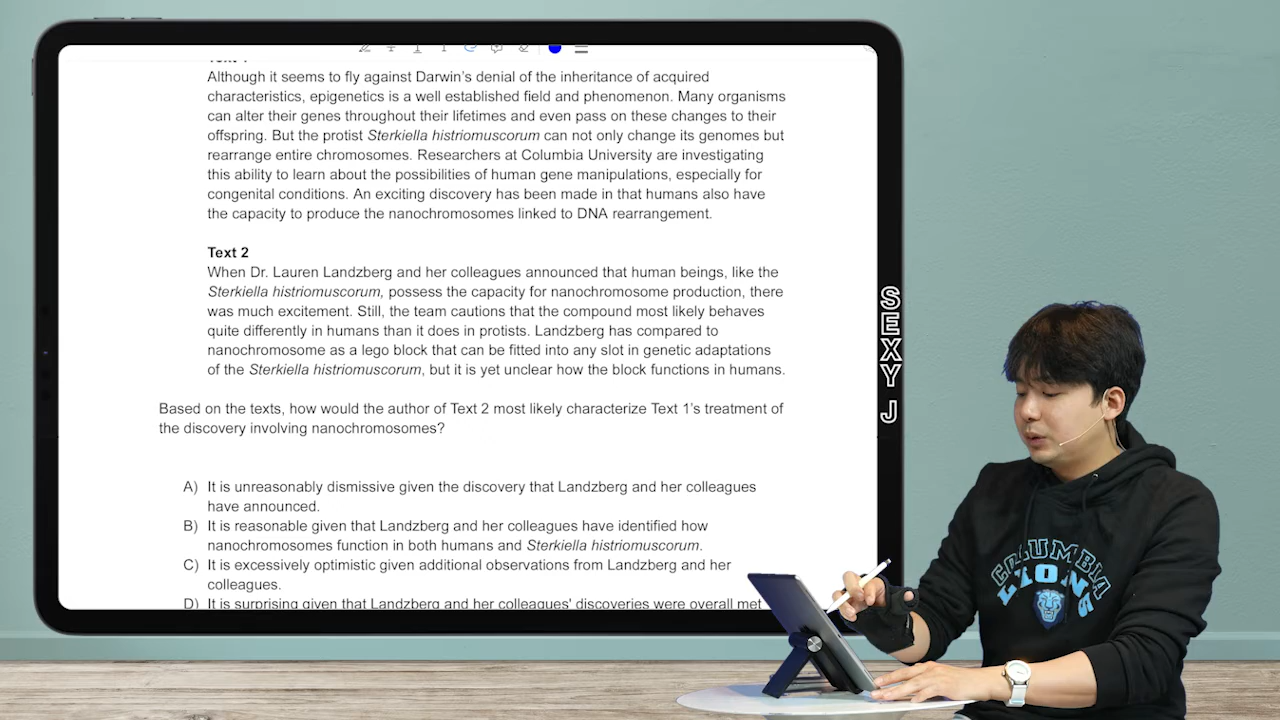 Text 1
Although it seems to fly against Darwin's denial of the inheritance of acquired
characteristics, epigenetics is a well established field and phenomenon. Many organisms
can alter their genes throughout their lifetimes and even pass on these changes to their
offspring. But the protist Sterkiella histriomuscorum can not only change its genomes but
rearrange entire chromosomes. Researchers at Columbia University are investigating
this ability to learn about the possibilities of human gene manipulations, especially for
congenital conditions. An exciting discovery has been made in that humans also have
the capacity to produce the nanochromosomes linked to DNA rearrangement.
Text 2
When Dr. Lauren Landzberg and her colleagues announced that human beings, like the
Sterkiella histriomuscorum, possess the capacity for nanochromosome production, there
was much excitement. Still, the team cautions that the compound most likely behaves
quite differently in humans than it does in protists. Landzberg has compared to
nanochromosome as a lego block that can be fitted into any slot in genetic adaptations
of the Sterkiella histriomuscorum, but it is yet unclear how the block functions in humans.
Based on the texts, how would the author of Text 2 most likely characterize Text 1's treatment of
the discovery involving nanochromosomes?
A) It is unreasonably dismissive given the discovery that Landzberg and her colleagues
have announced.
B) It is reasonable given that Landzberg and her colleagues have identified how
nanochromosomes function in both humans and Sterkiella histriomuscorum.
C) It is excessively optimistic given additional observations from Landzberg and her
colleagues.
D) It is surprising given that Landzberg and her colleagues' discoveries were overall met
SEXY J
COLUMBIA
LYONS